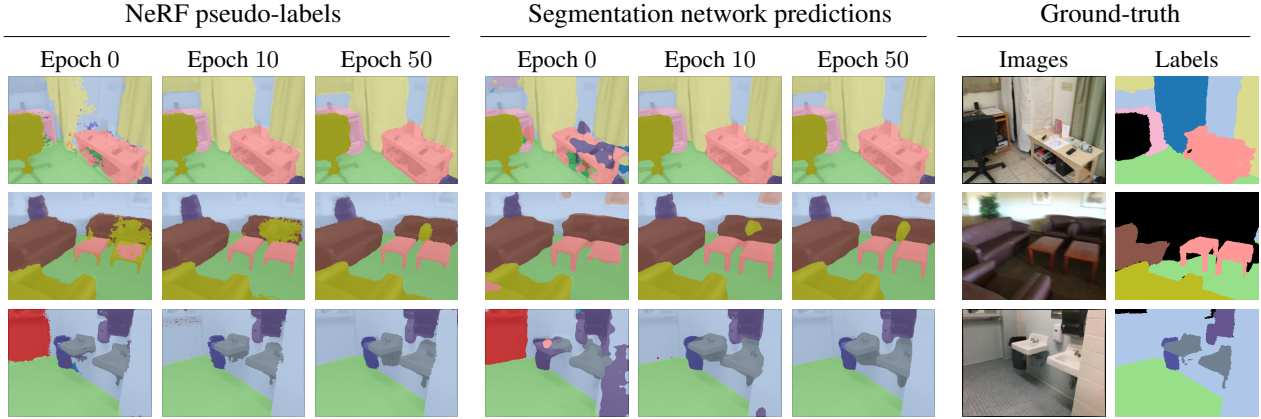 NeRF pseudo-labels Segmentation network predictions Ground-truth
Epoch 0 Epoch 10 Epoch 50 Epoch 0 Epoch 10 Epoch 50 Images Labels